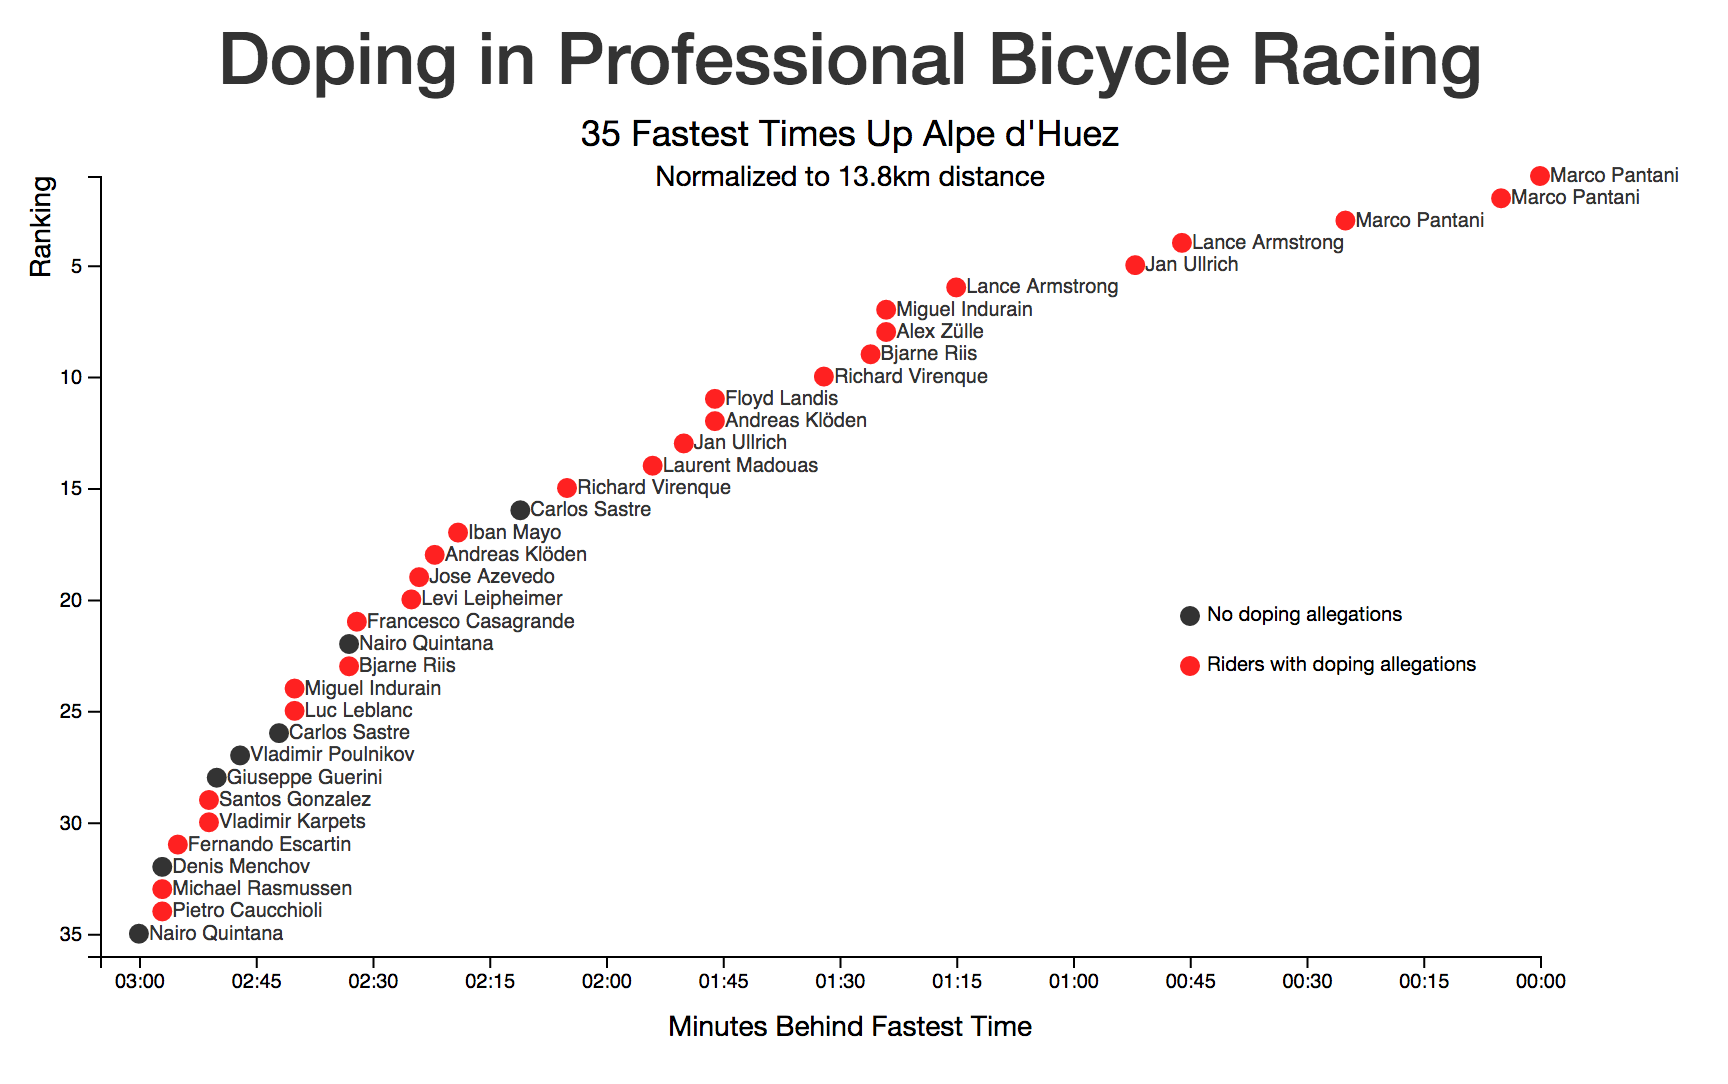 Doping in Professional Bicycle Racing
35 Fastest Times Up Alpe d'Huez
Normalized to 13.8km distance
Ranking
Marco Pantani
Marco Pantani
Marco Pantani
Lance Armstrong
5
Jan Ullrich
Lance Armstrong
Miguel Indurain
Alex Zülle
Bjarne Riis
10
Richard Virenque
Floyd Landis
Andreas Klöden
Jan Ullrich
Laurent Madouas
15
Richard Virenque
Carlos Sastre
Iban Mayo
Andreas Klöden
Jose Azevedo
20
Levi Leipheimer
Francesco Casagrande
Nairo Quintana
Bjarne Riis
Miguel Indurain
25
Luc Leblanc
Carlos Sastre
Vladimir Poulnikov
Giuseppe Guerini
Santos Gonzalez
30
Vladimir Karpets
Fernando Escartin
Denis Menchov
Michael Rasmussen
Pietro Caucchioli
35
Nairo Quintana
No doping allegations
Riders with doping allegations
03:00 02:45 02:30 02:15 02:00 01:45 01:30 01:15 01:00 00:45 00:30 00:15 00:00
Minutes Behind Fastest Time